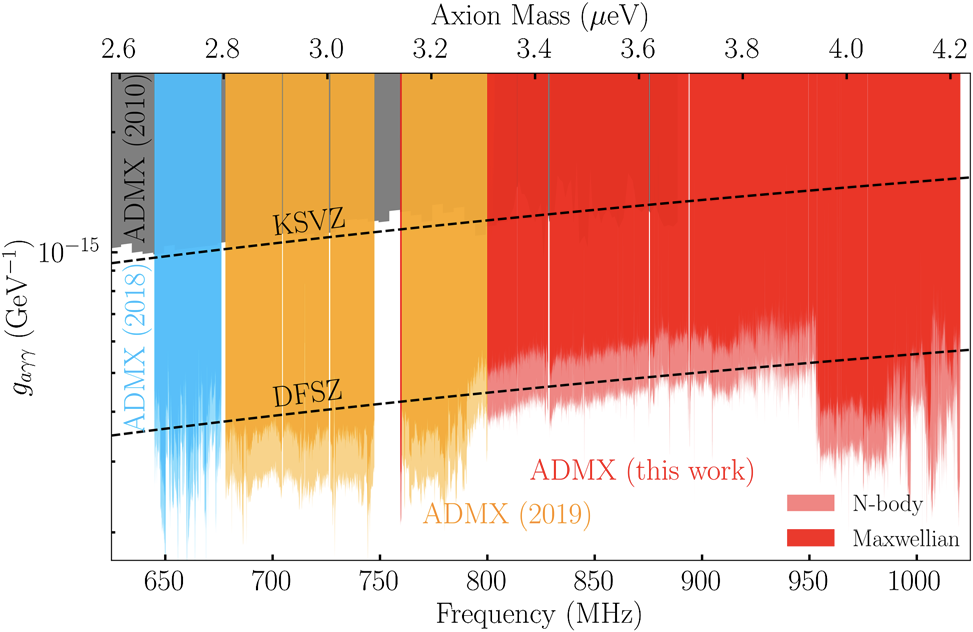 Axion Mass (μeV)
2.6 2.8 3.0 3.2 3.4 3.6 3.8 4.0 4.2
ADMX (2010)
KSVZ
10⁻¹⁵
g_{aγγ} (GeV⁻¹)
ADMX (2018)
DFSZ
ADMX (this work)
ADMX (2019)
N-body
Maxwellian
650 700 750 800 850 900 950 1000
Frequency (MHz)